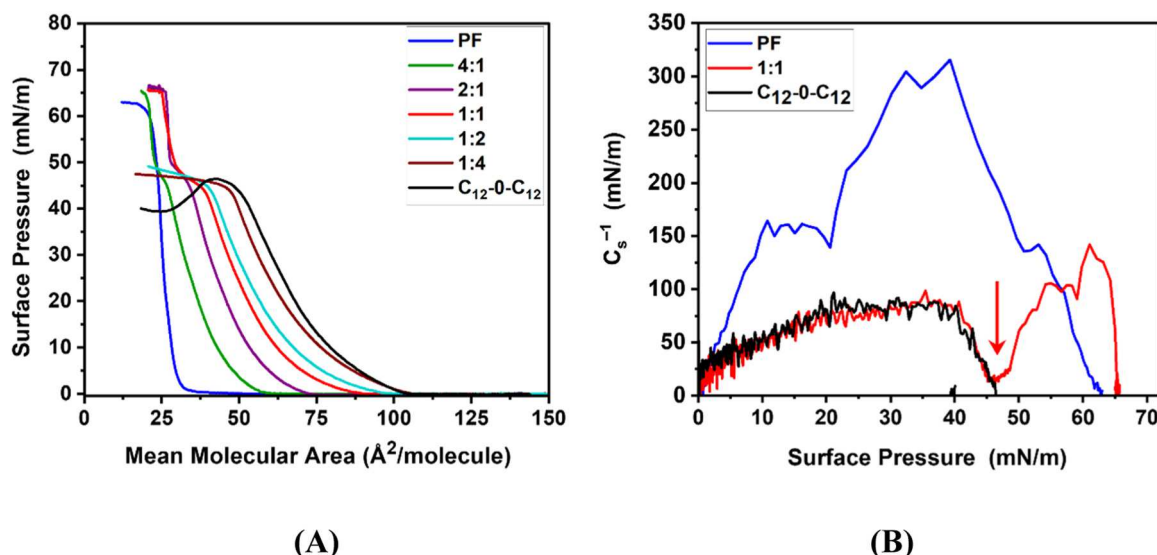 80
70
60
50
40
30
20
10
0
Surface Pressure (mN/m)
PF
4:1
2:1
1:1
1:2
1:4
C₁₂-0-C₁₂
0 25 50 75 100 125 150
Mean Molecular Area (Å²/molecule)
(A)
350
300
250
200
150
100
50
0
Cₛ⁻¹ (mN/m)
PF
1:1
C₁₂-0-C₁₂
0 10 20 30 40 50 60 70
Surface Pressure (mN/m)
(B)